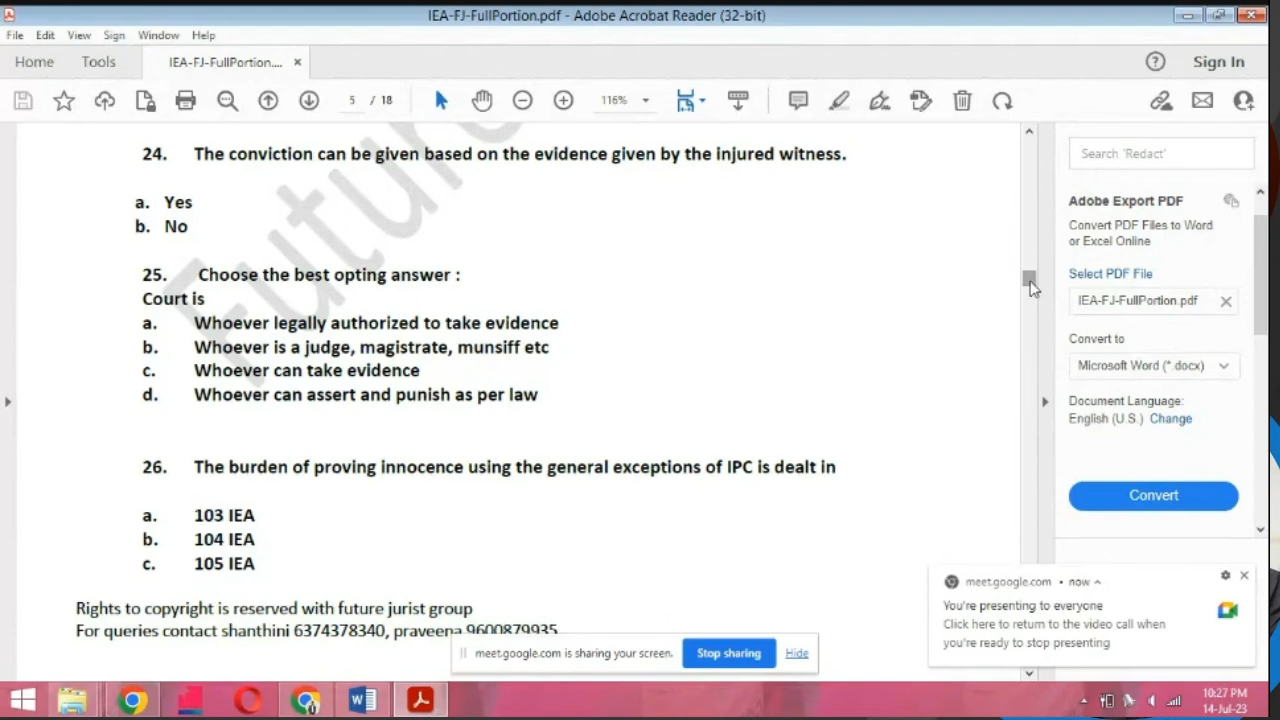 IEA-FJ-FullPortion.pdf - Adobe Acrobat Reader (32-bit)
File Edit View Sign Window Help
Home Tools IEA-FJ-FullPortion.... ×
Sign In
5 / 18
116%
Future
24. The conviction can be given based on the evidence given by the injured witness.
a. Yes
b. No
25. Choose the best opting answer :
Court is
a. Whoever legally authorized to take evidence
b. Whoever is a judge, magistrate, munsiff etc
c. Whoever can take evidence
d. Whoever can assert and punish as per law
26. The burden of proving innocence using the general exceptions of IPC is dealt in
a. 103 IEA
b. 104 IEA
c. 105 IEA
Rights to copyright is reserved with future jurist group
For queries contact shanthini 6374378340, praveena 9600879935
Search 'Redact'
Adobe Export PDF
Convert PDF Files to Word
or Excel Online
Select PDF File
IEA-FJ-FullPortion.pdf
Convert to
Microsoft Word (*.docx)
Document Language:
English (U.S.) Change
Convert
meet.google.com • now
You're presenting to everyone
Click here to return to the video call when
you're ready to stop presenting
meet.google.com is sharing your screen. Stop sharing Hide
10:27 PM
14-Jul-23